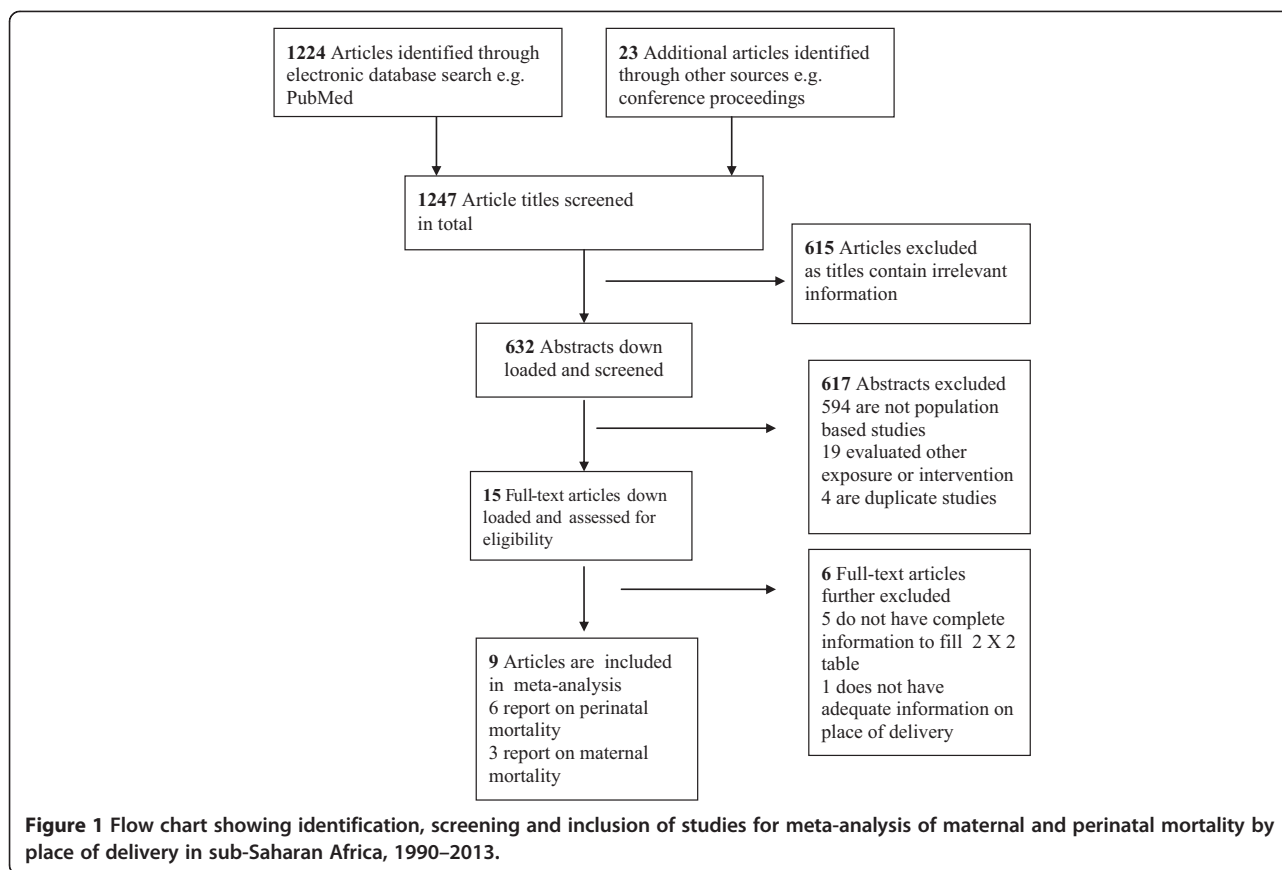 1224 Articles identified through
electronic database search e.g.
PubMed
23 Additional articles identified
through other sources e.g.
conference proceedings
1247 Article titles screened
in total
615 Articles excluded
as titles contain irrelevant
information
632 Abstracts down
loaded and screened
617 Abstracts excluded
594 are not population
based studies
19 evaluated other
exposure or intervention
4 are duplicate studies
15 Full-text articles down
loaded and assessed for
eligibility
6 Full-text articles
further excluded
5 do not have complete
information to fill 2 X 2
table
1 does not have
adequate information on
place of delivery
9 Articles are included
in meta-analysis
6 report on perinatal
mortality
3 report on maternal
mortality
Figure 1 Flow chart showing identification, screening and inclusion of studies for meta-analysis of maternal and perinatal mortality by
place of delivery in sub-Saharan Africa, 1990–2013.